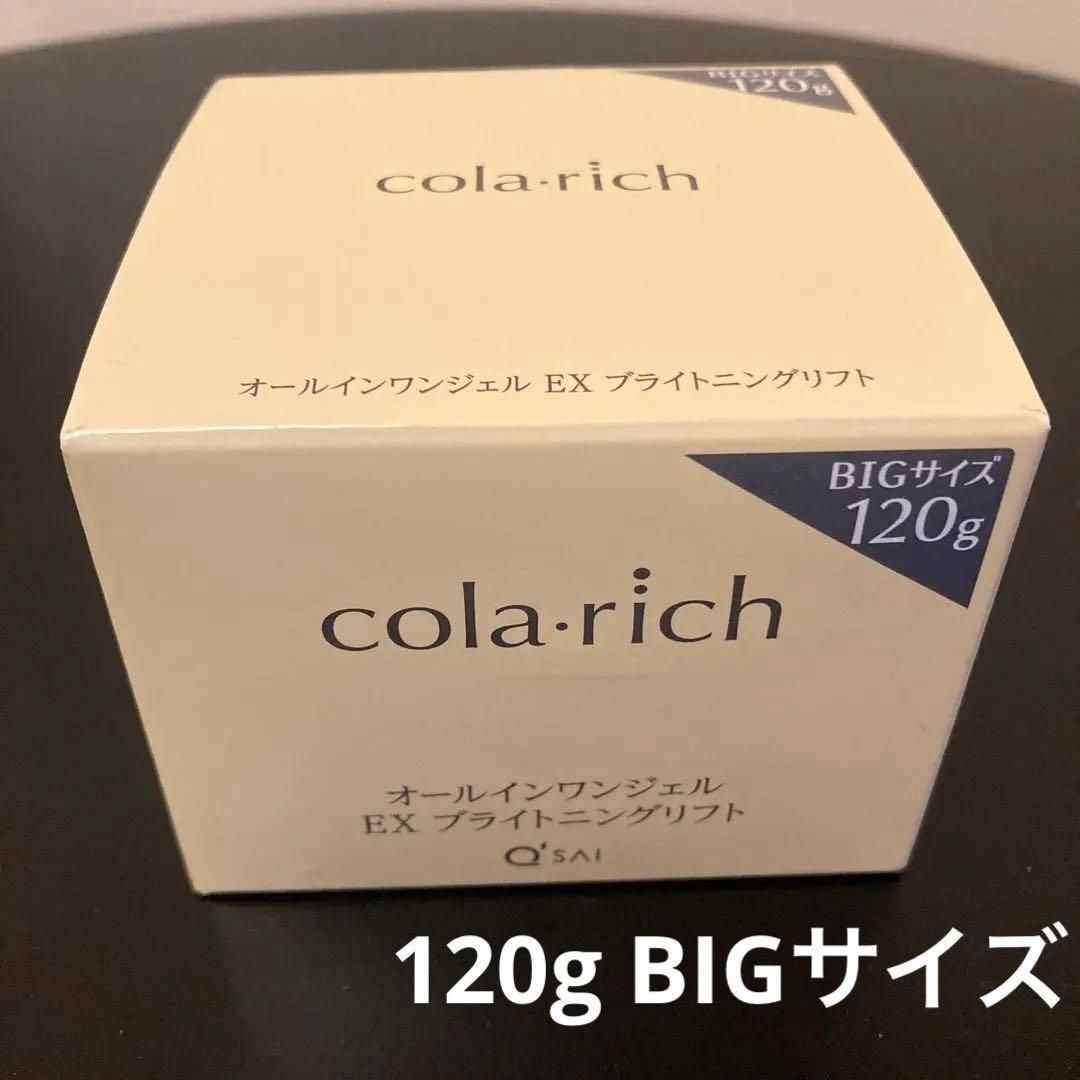 BIGサイズ
120g
cola·rich
オールインワンジェル EX ブライトニングリフト
BIGサイズ
120g
cola·rich
オールインワンジェル
EX ブライトニングリフト
Q'SAI
120g BIGサイズ